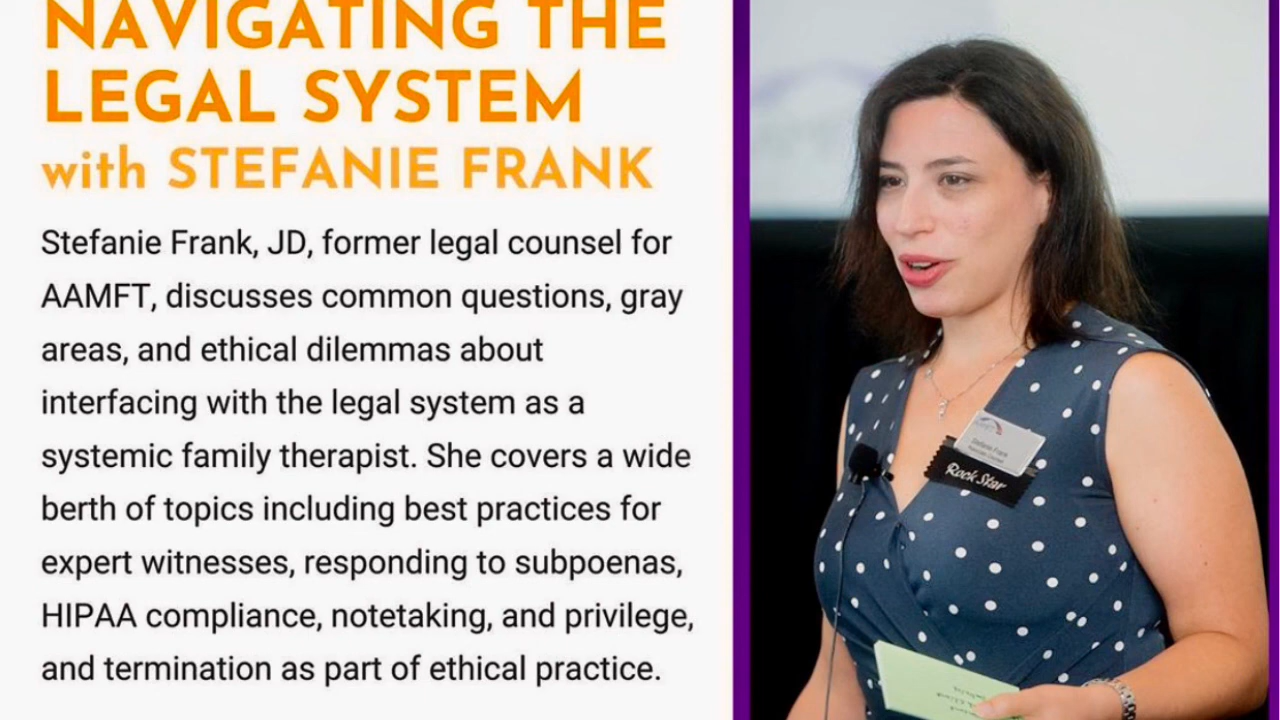 NAVIGATING THE
LEGAL SYSTEM
with STEFANIE FRANK
Stefanie Frank, JD, former legal counsel for
AAMFT, discusses common questions, gray
areas, and ethical dilemmas about
interfacing with the legal system as a
systemic family therapist. She covers a wide
berth of topics including best practices for
expert witnesses, responding to subpoenas,
HIPAA compliance, notetaking, and privilege,
and termination as part of ethical practice.
Stefanie Frank
Rock Star